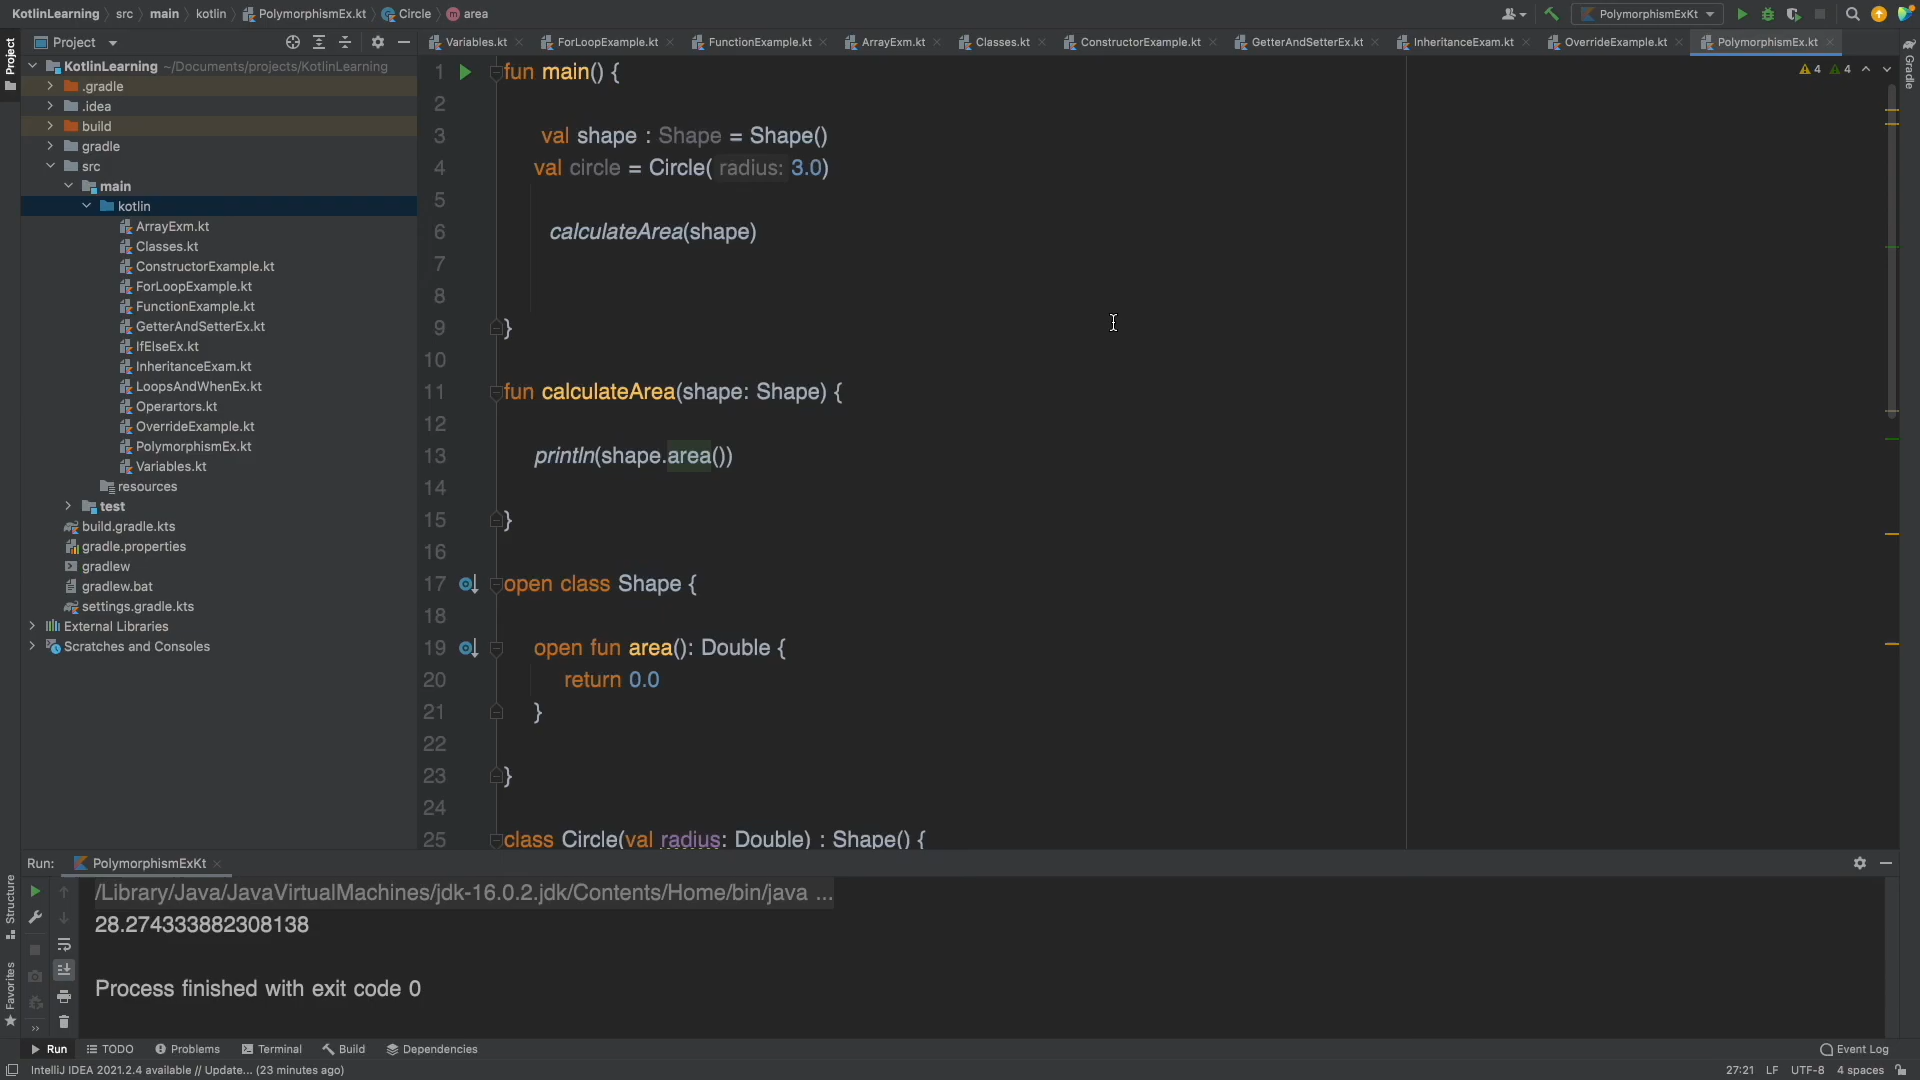 KotlinLearning src main kotlin PolymorphismEx.kt Circle area PolymorphismExKt
Project Variables.kt ForLoopExample.kt FunctionExample.kt ArrayExm.kt Classes.kt ConstructorExample.kt GetterAndSetterEx.kt InheritanceExam.kt OverrideExample.kt PolymorphismEx.kt
Project
Gradle
KotlinLearning ~/Documents/projects/KotlinLearning
.gradle
.idea
build
gradle
src
main
kotlin
ArrayExm.kt
Classes.kt
ConstructorExample.kt
ForLoopExample.kt
FunctionExample.kt
GetterAndSetterEx.kt
IfElseEx.kt
InheritanceExam.kt
LoopsAndWhenEx.kt
Operartors.kt
OverrideExample.kt
PolymorphismEx.kt
Variables.kt
resources
test
build.gradle.kts
gradle.properties
gradlew
gradlew.bat
settings.gradle.kts
External Libraries
Scratches and Consoles
4 4
1 fun main() {
2
3 val shape : Shape = Shape()
4 val circle = Circle( radius: 3.0)
5
6 calculateArea(shape)
7
8
9 }
10
11 fun calculateArea(shape: Shape) {
12
13 println(shape.area())
14
15 }
16
17 open class Shape {
18
19 open fun area(): Double {
20 return 0.0
21 }
22
23 }
24
25 class Circle(val radius: Double) : Shape() {
Run: PolymorphismExKt
/Library/Java/JavaVirtualMachines/jdk-16.0.2.jdk/Contents/Home/bin/java ...
28.274333882308138
Process finished with exit code 0
Structure
Favorites
Run TODO Problems Terminal Build Dependencies Event Log
IntelliJ IDEA 2021.2.4 available // Update... (23 minutes ago) 27:21 LF UTF-8 4 spaces